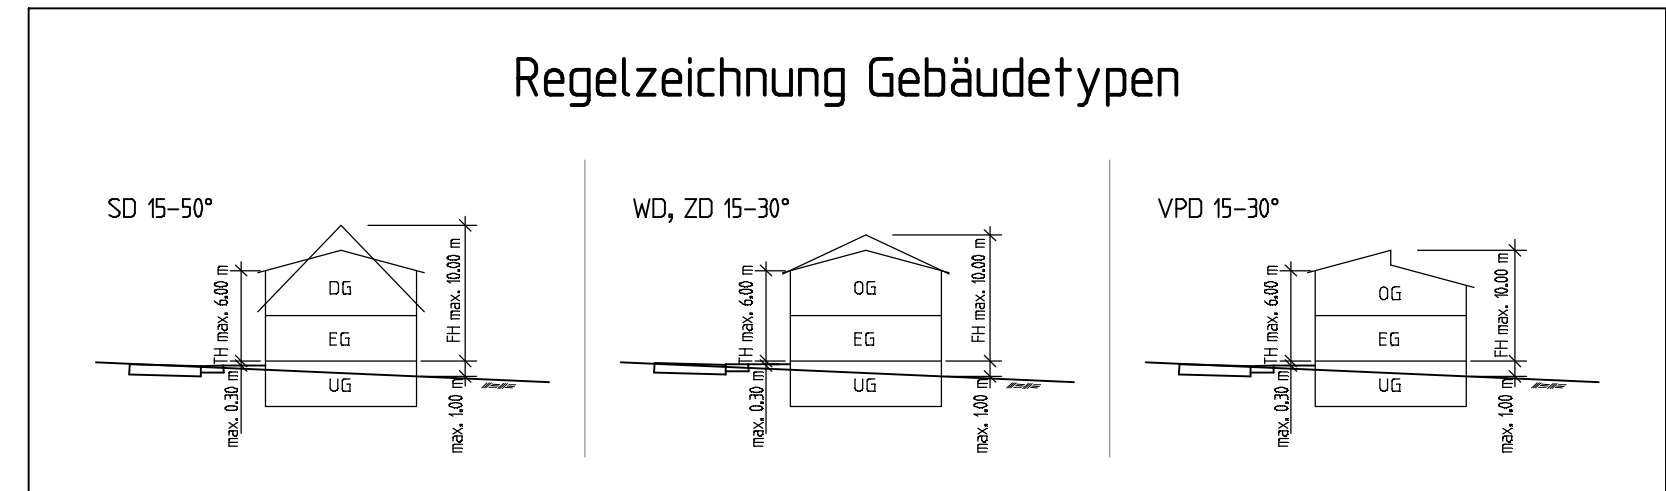 Regelzeichnung Gebäudetypen
SD 15-50°
DG
EG
UG
TH max. 6.00 m
max. 0.30 m
FH max. 10.00 m
max. 1.00 m
WD, ZD 15-30°
OG
EG
UG
TH max. 6.00 m
max. 0.30 m
FH max. 10.00 m
max. 1.00 m
VPD 15-30°
OG
EG
UG
TH max. 6.00 m
max. 0.30 m
FH max. 10.00 m
max. 1.00 m